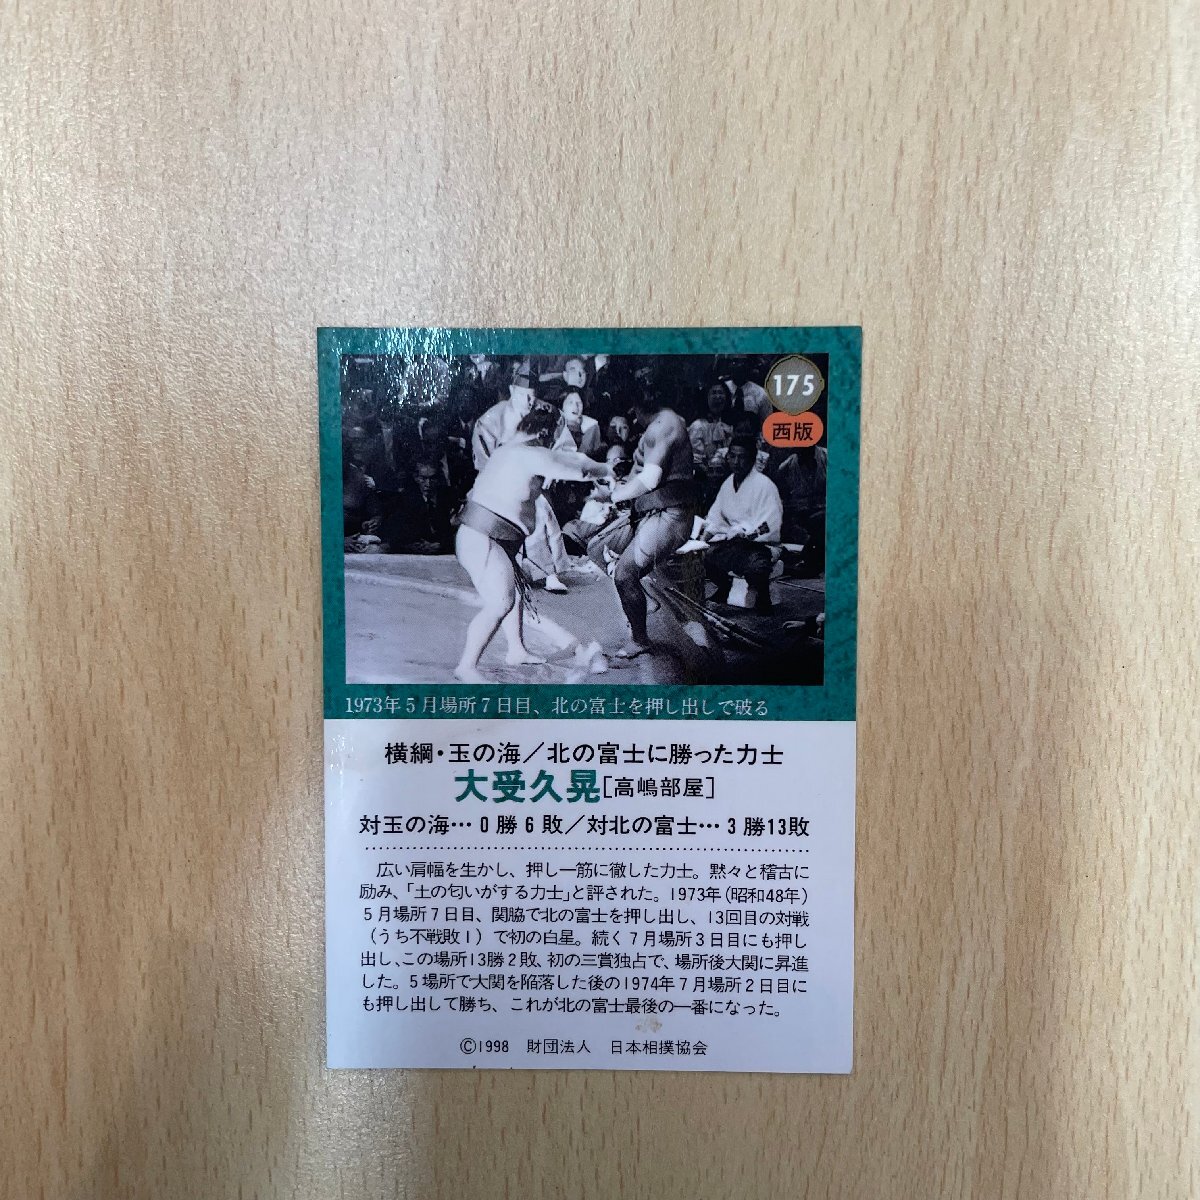 175
西版
1973年5月場所7日目、北の富士を押し出しで破る
横綱・玉の海／北の富士に勝った力士
大受久晃[高嶋部屋]
対玉の海…0勝6敗／対北の富士…3勝13敗
広い肩幅を生かし、押し一筋に徹した力士。黙々と稽古に
励み、「土の匂いがする力士」と評された。1973年（昭和48年）
5月場所7日目、関脇で北の富士を押し出し、13回目の対戦
（うち不戦敗1）で初の白星。続く7月場所3日目にも押し
出し、この場所13勝2敗、初の三賞独占で、場所後大関に昇進
した。5場所で大関を陥落した後の1974年7月場所2日目に
も押し出して勝ち、これが北の富士最後の一番になった。
©1998　財団法人　日本相撲協会